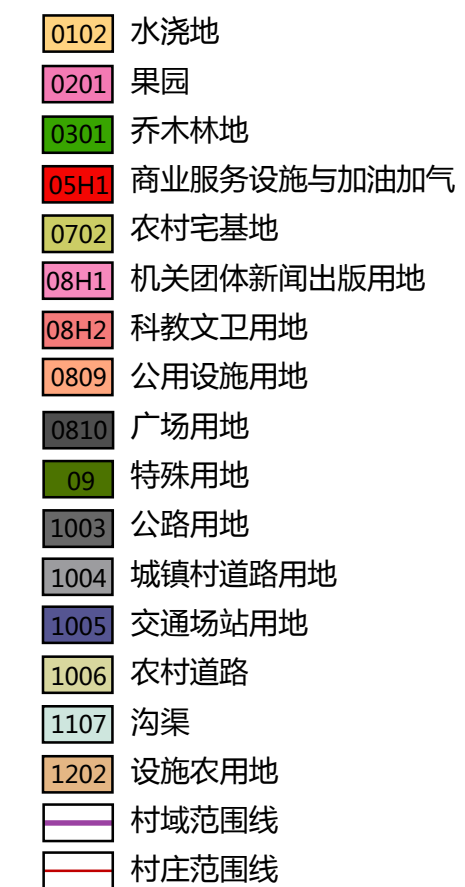 0102 水浇地
0201 果园
0301 乔木林地
05H1 商业服务设施与加油加气
0702 农村宅基地
08H1 机关团体新闻出版用地
08H2 科教文卫用地
0809 公用设施用地
0810 广场用地
09 特殊用地
1003 公路用地
1004 城镇村道路用地
1005 交通场站用地
1006 农村道路
1107 沟渠
1202 设施农用地
村域范围线
村庄范围线